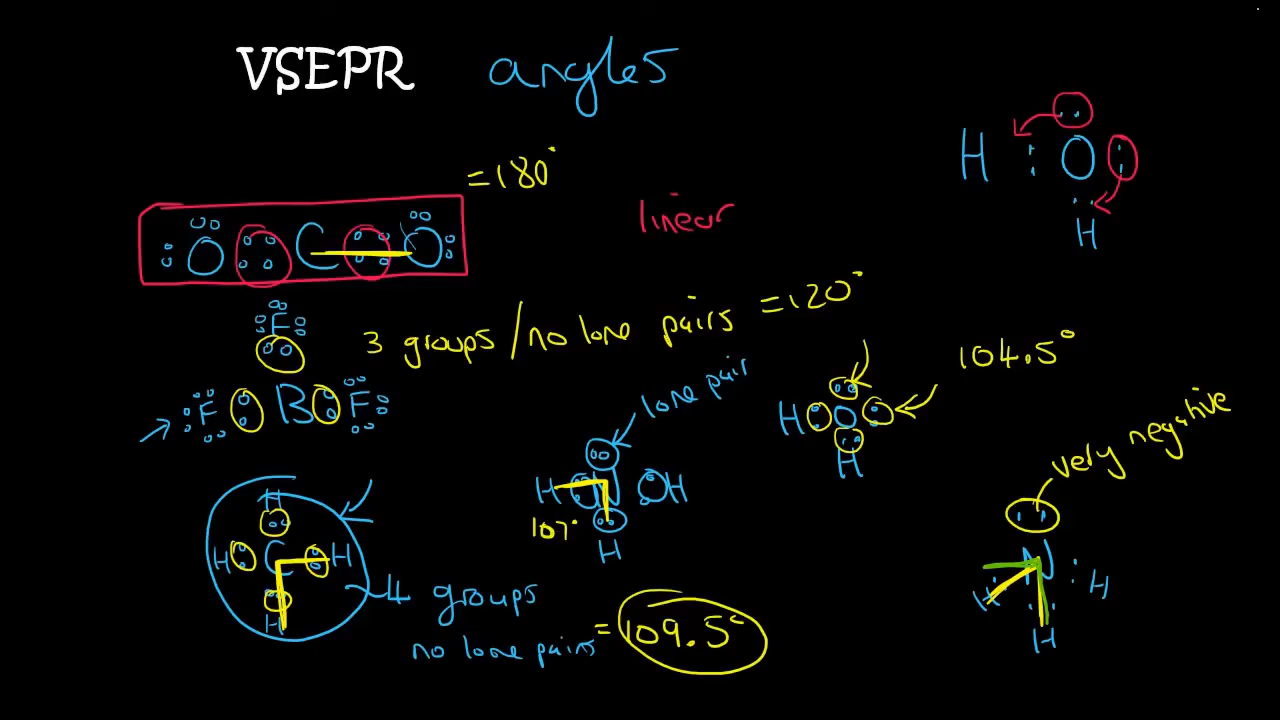 VSEPR angles
= 180°
linear
O C O
H O
H
F
3 groups / no lone pairs = 120°
F B F
lone pair
104.5°
H O
H
very negative
H N H
107°
H
H
H C H
H
4 groups
no lone pairs = 109.5°
N
H H
H